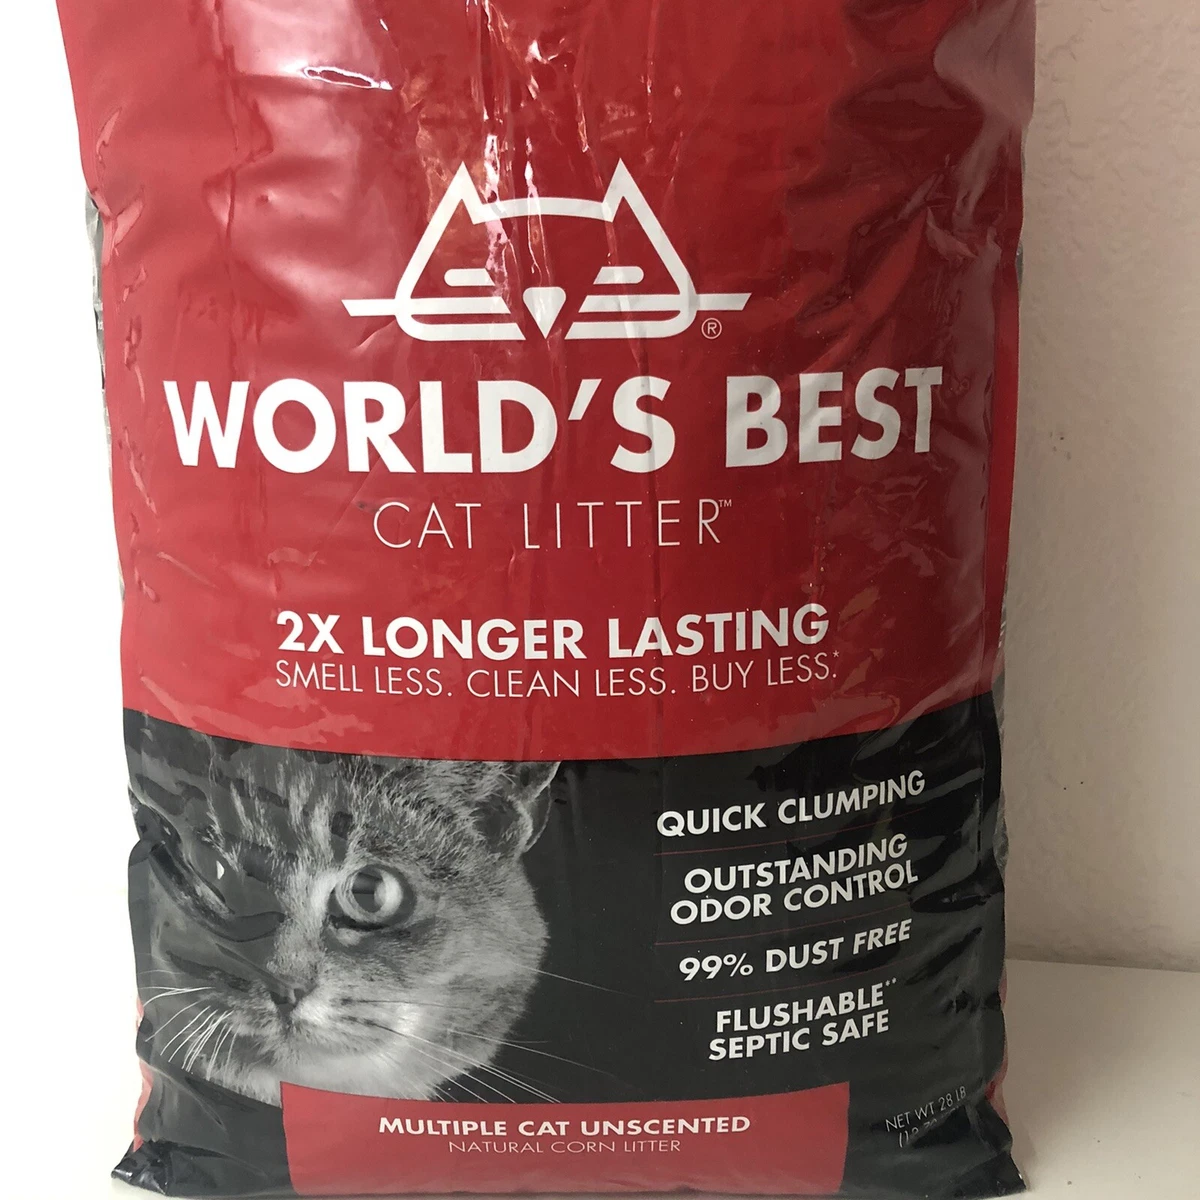 ®
WORLD'S BEST
CAT LITTER™
2X LONGER LASTING
SMELL LESS. CLEAN LESS. BUY LESS.*
QUICK CLUMPING
OUTSTANDING
ODOR CONTROL
99% DUST FREE
FLUSHABLE**
SEPTIC SAFE
MULTIPLE CAT UNSCENTED
NATURAL CORN LITTER
NET WT 28 LB